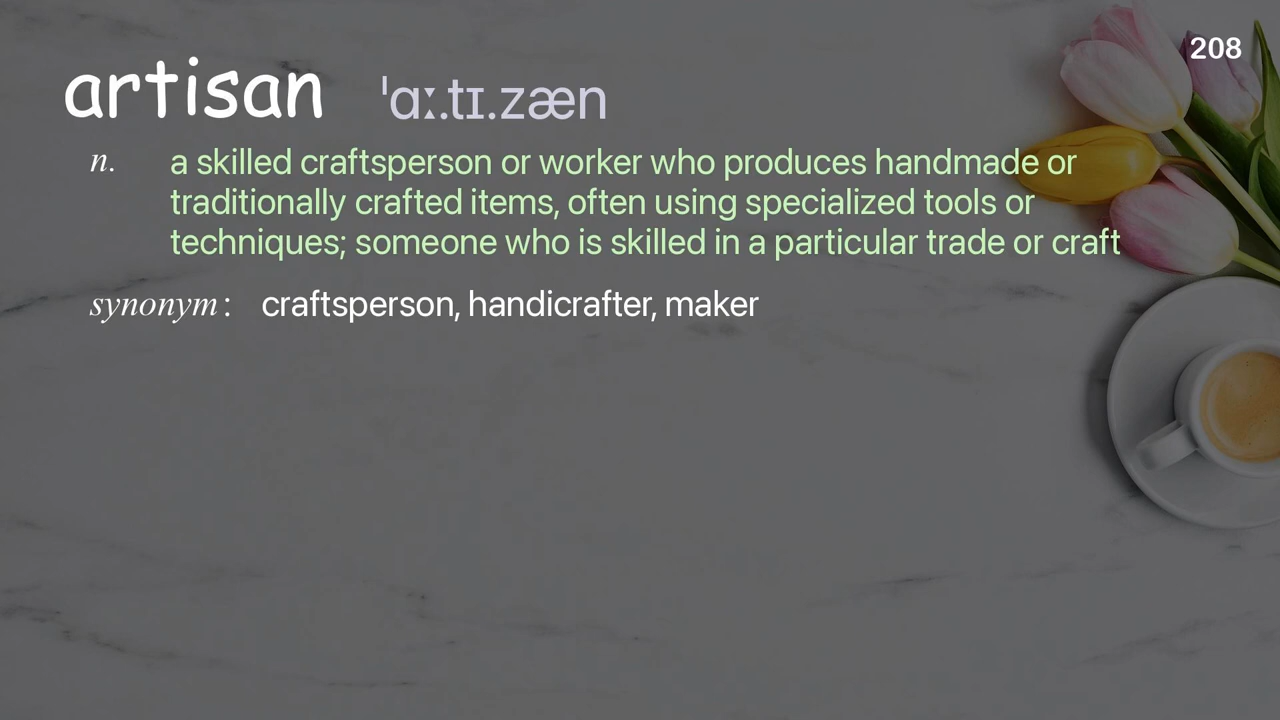 208
artisan ˈɑː.tɪ.zæn
n. a skilled craftsperson or worker who produces handmade or
traditionally crafted items, often using specialized tools or
techniques; someone who is skilled in a particular trade or craft
synonym: craftsperson, handicrafter, maker